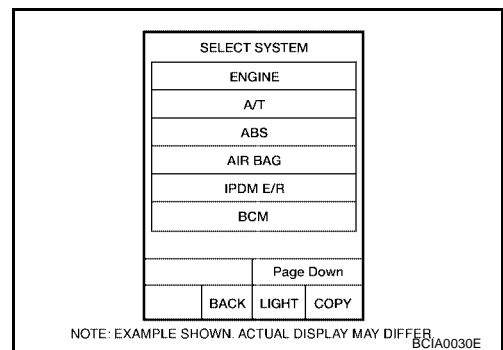 SELECT SYSTEM
ENGINE
A/T
ABS
AIR BAG
IPDM E/R
BCM
Page Down
BACK LIGHT COPY
NOTE: EXAMPLE SHOWN. ACTUAL DISPLAY MAY DIFFER
BCIA0030E